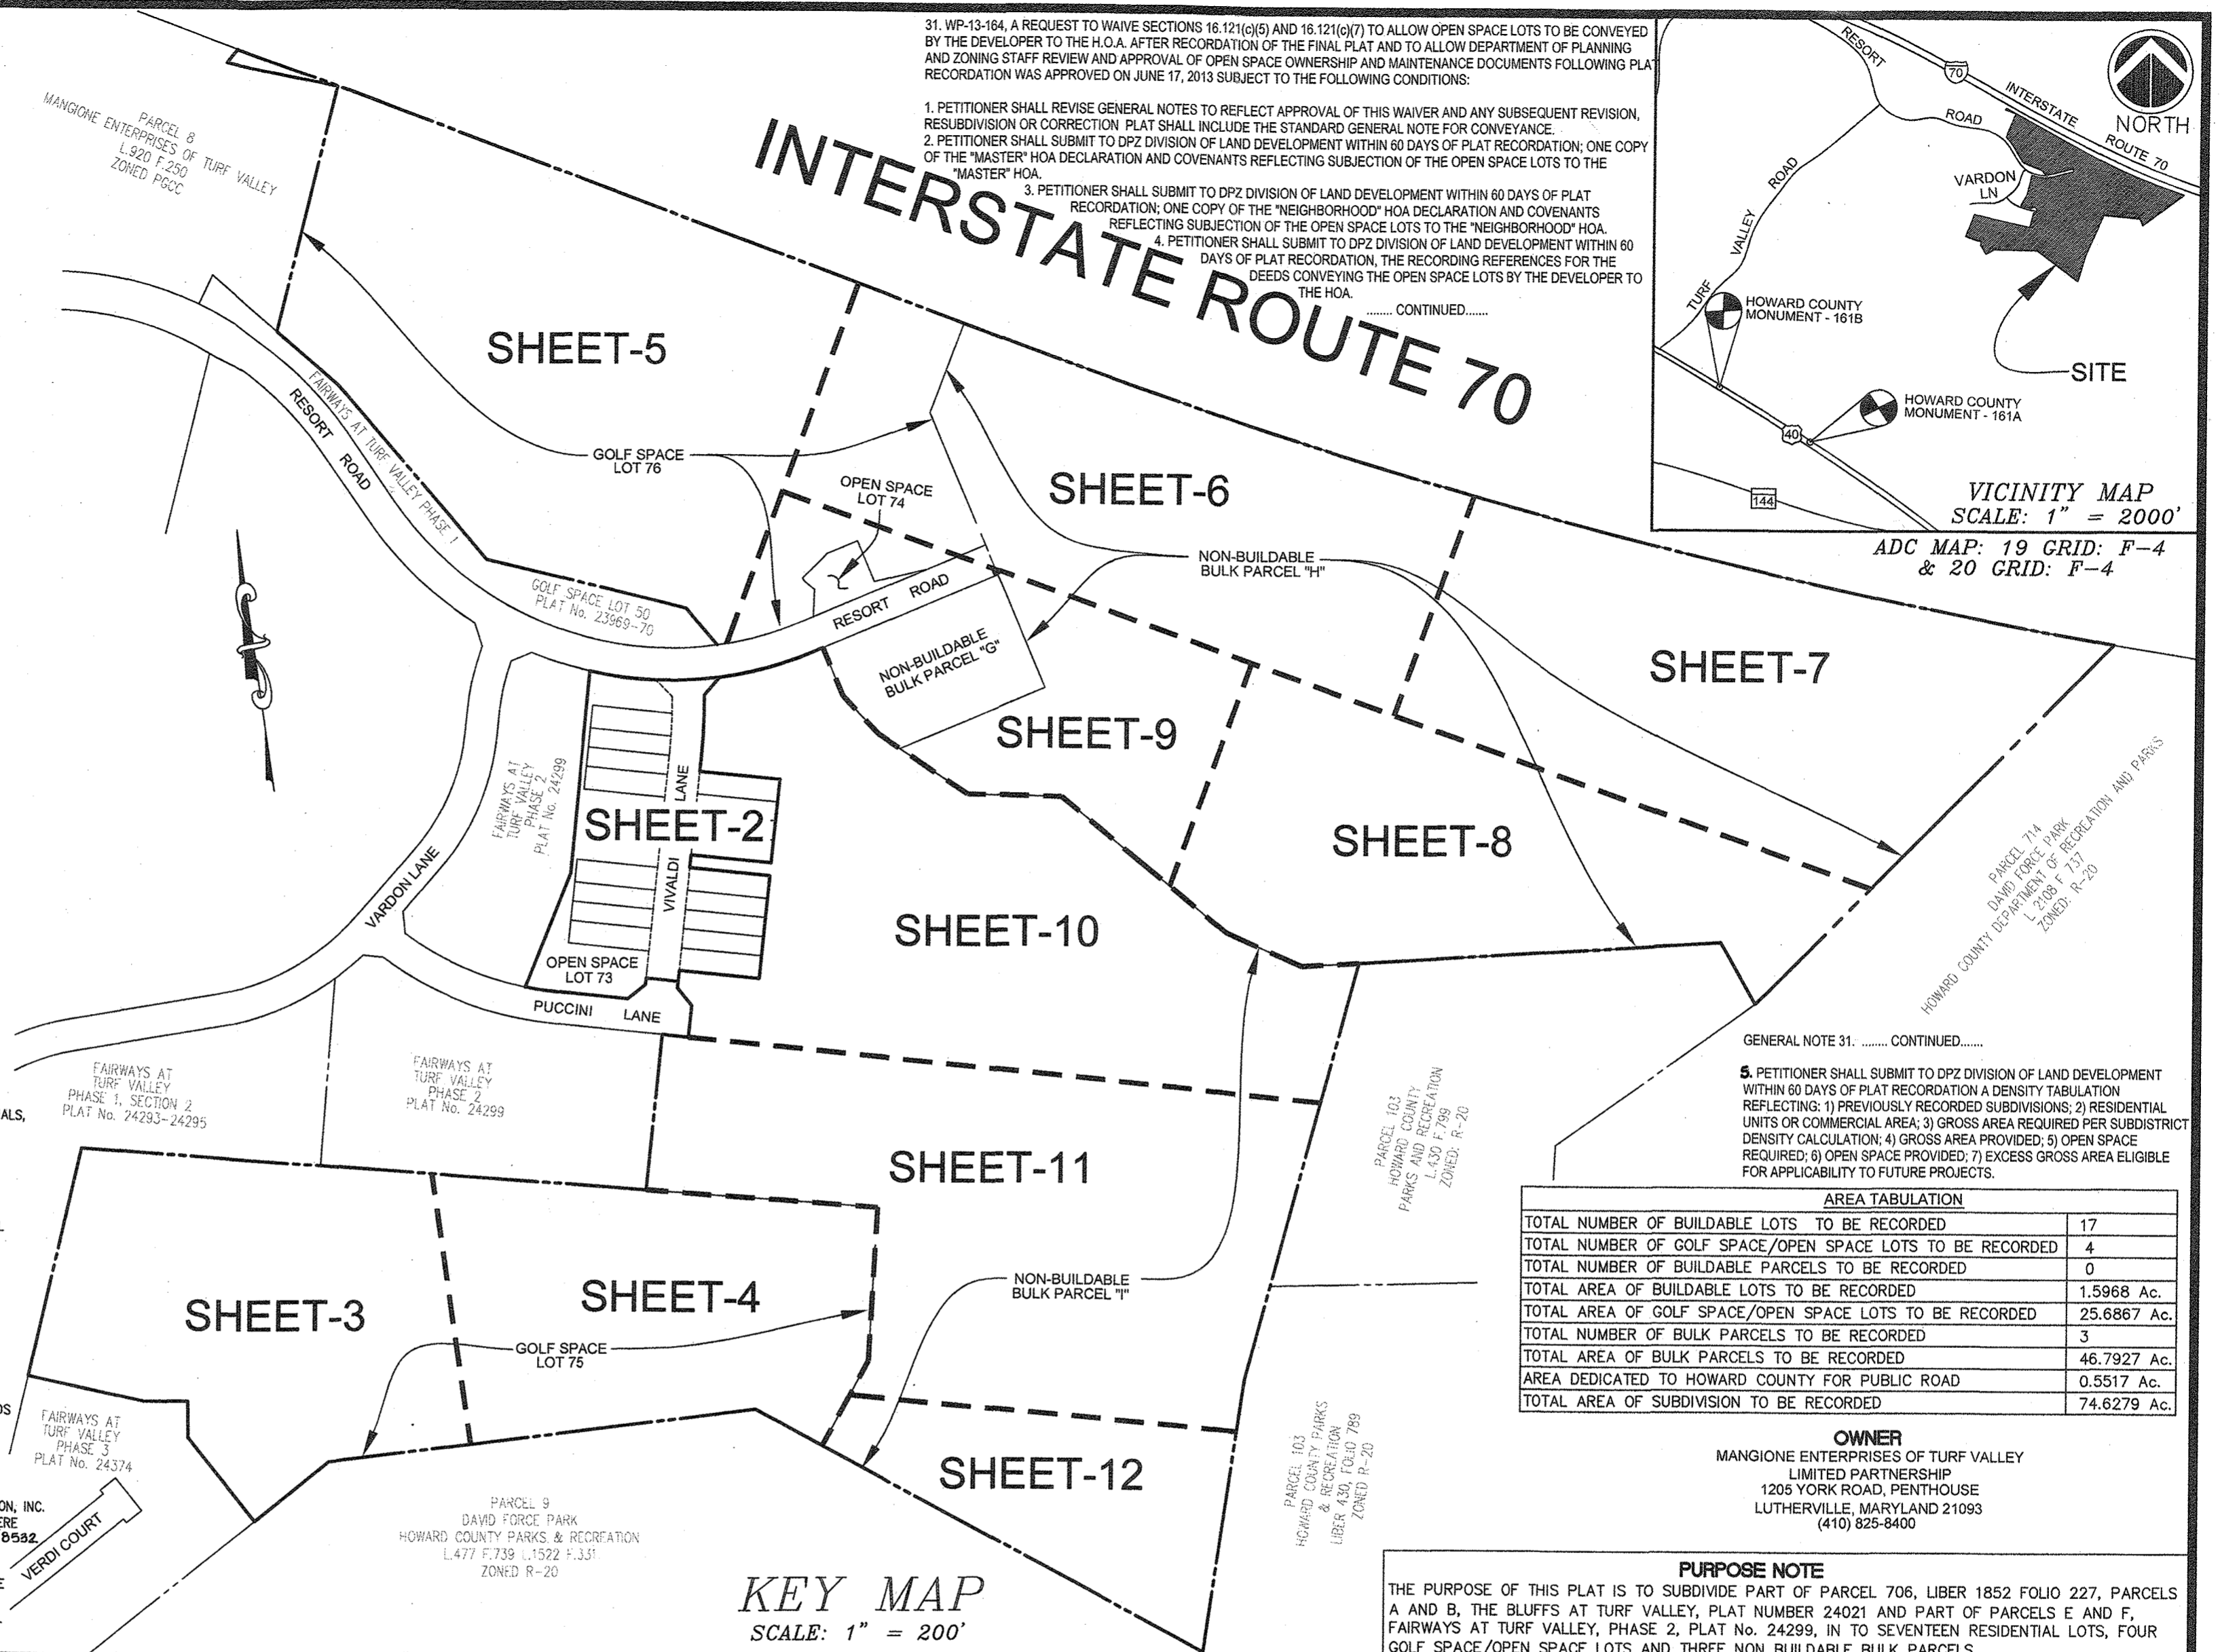 31. WP-13-164, A REQUEST TO WAIVE SECTIONS 16.121(c)(5) AND 16.121(c)(7) TO ALLOW OPEN SPACE LOTS TO BE CONVEYED
BY THE DEVELOPER TO THE H.O.A. AFTER RECORDATION OF THE FINAL PLAT AND TO ALLOW DEPARTMENT OF PLANNING
AND ZONING STAFF REVIEW AND APPROVAL OF OPEN SPACE OWNERSHIP AND MAINTENANCE DOCUMENTS FOLLOWING PLAT
RECORDATION WAS APPROVED ON JUNE 17, 2013 SUBJECT TO THE FOLLOWING CONDITIONS:
1. PETITIONER SHALL REVISE GENERAL NOTES TO REFLECT APPROVAL OF THIS WAIVER AND ANY SUBSEQUENT REVISION,
RESUBDIVISION OR CORRECTION PLAT SHALL INCLUDE THE STANDARD GENERAL NOTE FOR CONVEYANCE.
2. PETITIONER SHALL SUBMIT TO DPZ DIVISION OF LAND DEVELOPMENT WITHIN 60 DAYS OF PLAT RECORDATION; ONE COPY
OF THE "MASTER" HOA DECLARATION AND COVENANTS REFLECTING SUBJECTION OF THE OPEN SPACE LOTS TO THE
"MASTER" HOA.
3. PETITIONER SHALL SUBMIT TO DPZ DIVISION OF LAND DEVELOPMENT WITHIN 60 DAYS OF PLAT
RECORDATION; ONE COPY OF THE "NEIGHBORHOOD" HOA DECLARATION AND COVENANTS
REFLECTING SUBJECTION OF THE OPEN SPACE LOTS TO THE "NEIGHBORHOOD" HOA.
4. PETITIONER SHALL SUBMIT TO DPZ DIVISION OF LAND DEVELOPMENT WITHIN 60
DAYS OF PLAT RECORDATION, THE RECORDING REFERENCES FOR THE
DEEDS CONVEYING THE OPEN SPACE LOTS BY THE DEVELOPER TO
THE HOA.
........ CONTINUED.......
INTERSTATE ROUTE 70
RESORT
ROAD
70
INTERSTATE
ROUTE 70
NORTH
VARDON
LN
TURF
VALLEY
ROAD
HOWARD COUNTY
MONUMENT - 161B
SITE
HOWARD COUNTY
MONUMENT - 161A
40
144
VICINITY MAP
SCALE: 1" = 2000'
ADC MAP: 19 GRID: F-4
& 20 GRID: F-4
PARCEL 8
MANGIONE ENTERPRISES OF TURF VALLEY
L.920 F.250
ZONED PGCC
SHEET-5
FAIRWAYS AT TURF VALLEY PHASE 1
RESORT
ROAD
GOLF SPACE
LOT 76
OPEN SPACE
LOT 74
SHEET-6
NON-BUILDABLE
BULK PARCEL "H"
GOLF SPACE LOT 50
PLAT No. 23969-70
RESORT ROAD
NON-BUILDABLE
BULK PARCEL "G"
SHEET-7
SHEET-9
SHEET-8
FAIRWAYS AT
TURF VALLEY
PHASE 2
PLAT No. 24299
SHEET-2
VIVALDI
LANE
VARDON LANE
SHEET-10
OPEN SPACE
LOT 73
PUCCINI LANE
PARCEL 714
DAVID FORCE PARK
HOWARD COUNTY DEPARTMENT OF RECREATION AND PARKS
L 2108 F 737
ZONED: R-20
FAIRWAYS AT
TURF VALLEY
PHASE 1, SECTION 2
PLAT No. 24293-24295
FAIRWAYS AT
TURF VALLEY
PHASE 2
PLAT No. 24299
ALS,
SHEET-11
PARCEL 103
HOWARD COUNTY
PARKS AND RECREATION
L.430 F.799
ZONED: R-20
GENERAL NOTE 31. ........ CONTINUED.......
5. PETITIONER SHALL SUBMIT TO DPZ DIVISION OF LAND DEVELOPMENT
WITHIN 60 DAYS OF PLAT RECORDATION A DENSITY TABULATION
REFLECTING: 1) PREVIOUSLY RECORDED SUBDIVISIONS; 2) RESIDENTIAL
UNITS OR COMMERCIAL AREA; 3) GROSS AREA REQUIRED PER SUBDISTRICT
DENSITY CALCULATION; 4) GROSS AREA PROVIDED; 5) OPEN SPACE
REQUIRED; 6) OPEN SPACE PROVIDED; 7) EXCESS GROSS AREA ELIGIBLE
FOR APPLICABILITY TO FUTURE PROJECTS.
AREA TABULATION
TOTAL NUMBER OF BUILDABLE LOTS TO BE RECORDED 17
TOTAL NUMBER OF GOLF SPACE/OPEN SPACE LOTS TO BE RECORDED 4
TOTAL NUMBER OF BUILDABLE PARCELS TO BE RECORDED 0
TOTAL AREA OF BUILDABLE LOTS TO BE RECORDED 1.5968 Ac.
TOTAL AREA OF GOLF SPACE/OPEN SPACE LOTS TO BE RECORDED 25.6867 Ac.
TOTAL NUMBER OF BULK PARCELS TO BE RECORDED 3
TOTAL AREA OF BULK PARCELS TO BE RECORDED 46.7927 Ac.
AREA DEDICATED TO HOWARD COUNTY FOR PUBLIC ROAD 0.5517 Ac.
TOTAL AREA OF SUBDIVISION TO BE RECORDED 74.6279 Ac.
SHEET-3
SHEET-4
GOLF SPACE
LOT 75
NON-BUILDABLE
BULK PARCEL "I"
SHEET-12
OS
FAIRWAYS AT
TURF VALLEY
PHASE 3
PLAT No. 24374
ON, INC.
ERE
8532.
VERDI COURT
PARCEL 9
DAVID FORCE PARK
HOWARD COUNTY PARKS & RECREATION
L.477 F.739 L.1522 F.331
ZONED R-20
PARCEL 103
HOWARD COUNTY PARKS
& RECREATION
LIBER 430, FOLIO 789
ZONED R-20
KEY MAP
SCALE: 1" = 200'
OWNER
MANGIONE ENTERPRISES OF TURF VALLEY
LIMITED PARTNERSHIP
1205 YORK ROAD, PENTHOUSE
LUTHERVILLE, MARYLAND 21093
(410) 825-8400
PURPOSE NOTE
THE PURPOSE OF THIS PLAT IS TO SUBDIVIDE PART OF PARCEL 706, LIBER 1852 FOLIO 227, PARCELS
A AND B, THE BLUFFS AT TURF VALLEY, PLAT NUMBER 24021 AND PART OF PARCELS E AND F,
FAIRWAYS AT TURF VALLEY, PHASE 2, PLAT No. 24299, IN TO SEVENTEEN RESIDENTIAL LOTS, FOUR
GOLF SPACE/OPEN SPACE LOTS AND THREE NON BUILDABLE BULK PARCELS.